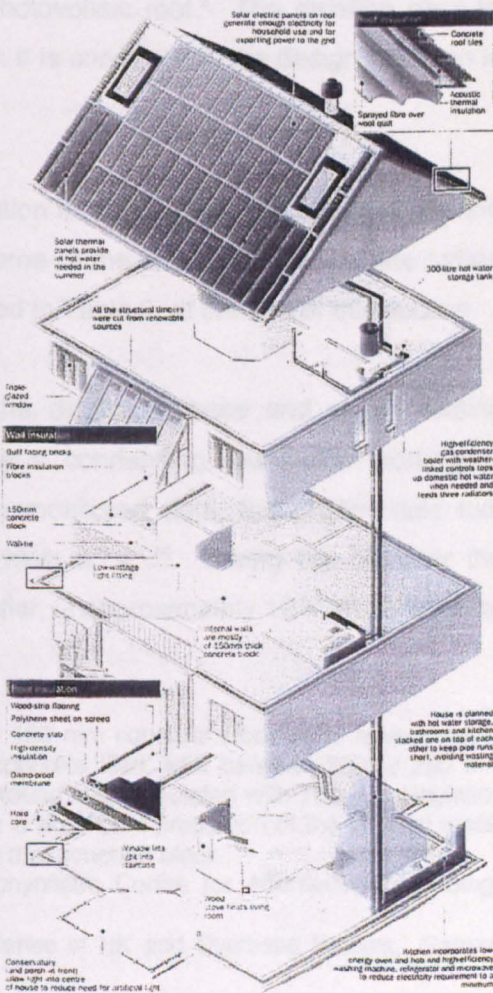 Solar electric panels on roof
generate enough electricity for
household use and for
exporting power to the grid
Roof insulation
Concrete
roof tiles
Acoustic
thermal
insulation
Sprayed fibre over
wool quilt
Solar thermal
panels provide
all hot water
needed in the
summer
300-litre hot water
storage tank
All the structural timbers
were cut from renewable
sources
Triple-
glazed
window
Wall insulation
Buff facing bricks
Fibre insulation
blocks
150mm
concrete
block
Wall-tie
Low-wattage
light fitting
High-efficiency
gas condenser
boiler with weather-
linked controls tops
up domestic hot water
when needed and
feeds three radiators
Internal walls
are mostly
of 150mm thick
concrete block
Floor insulation
Wood-strip flooring
Polythene sheet on screed
Concrete slab
High-density
insulation
Damp-proof
membrane
Hard
core
House is planned
with hot water storage,
bathrooms and kitchen
stacked one on top of each
other to keep pipe runs
short, avoiding wasting
material
Window lets
light into
staircase
Wood
stove heats living
room
Conservatory
(and porch in front)
allow light into centre
of house to reduce need for artificial light
Kitchen incorporates low-
energy oven and hob and high-efficiency
washing machine, refrigerator and microwave
to reduce electricity requirement to a
minimum